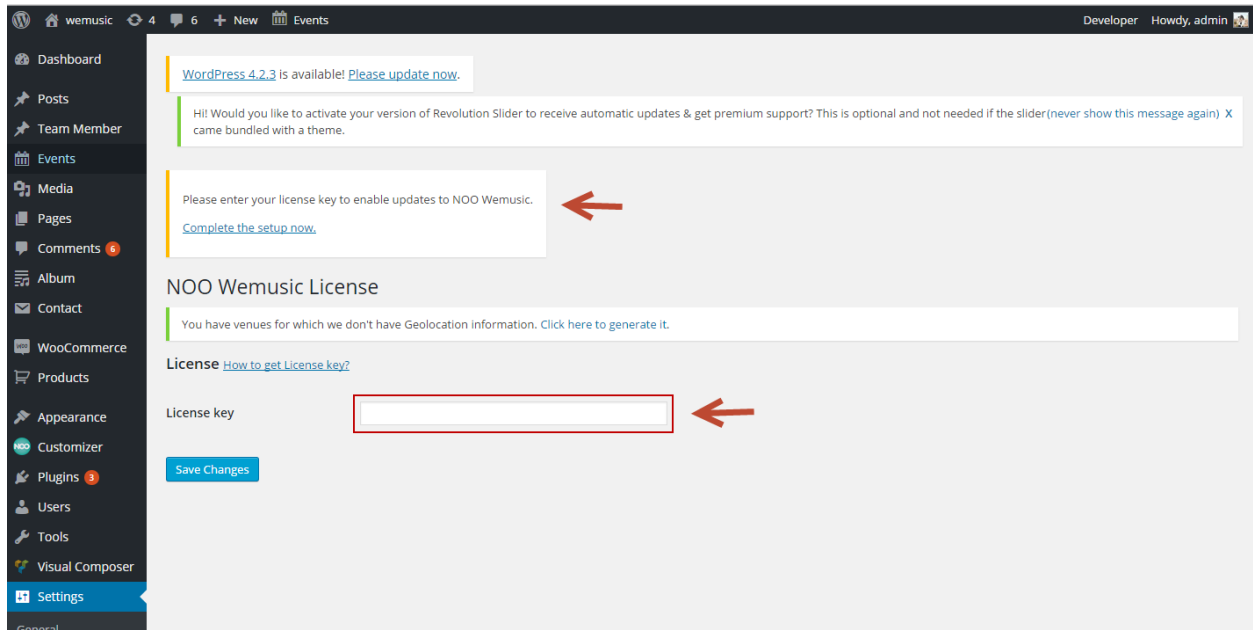 wemusic 4 6 New Events Developer Howdy, admin
Dashboard
Posts
Team Member
Events
Media
Pages
Comments 6
Album
Contact
WooCommerce
Products
Appearance
NOO Customizer
Plugins 3
Users
Tools
Visual Composer
Settings
General
WordPress 4.2.3 is available! Please update now.
Hi! Would you like to activate your version of Revolution Slider to receive automatic updates & get premium support? This is optional and not needed if the slider(never show this message again) X
came bundled with a theme.
Please enter your license key to enable updates to NOO Wemusic.
Complete the setup now.
NOO Wemusic License
You have venues for which we don't have Geolocation information. Click here to generate it.
License How to get License key?
License key
Save Changes